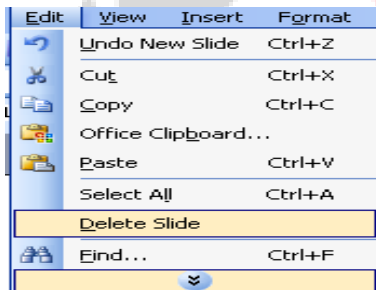 Edit View Insert Format
Undo New Slide Ctrl+Z
Cut Ctrl+X
Copy Ctrl+C
Office Clipboard...
Paste Ctrl+V
Select All Ctrl+A
Delete Slide
Find... Ctrl+F